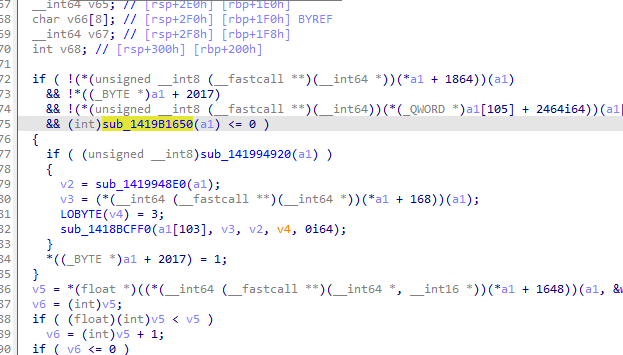 57 __int64 v65; // [rsp+2E0h] [rbp+1E0h]
58 char v66[8]; // [rsp+2F0h] [rbp+1F0h] BYREF
59 __int64 v67; // [rsp+2F8h] [rbp+1F8h]
70 int v68; // [rsp+300h] [rbp+200h]
71
72 if ( !(*(unsigned __int8 (__fastcall **)(__int64 *))(*a1 + 1864))(a1)
73 && !*((_BYTE *)a1 + 2017)
74 && !(*(unsigned __int8 (__fastcall **)(__int64))(*(_QWORD *)a1[105] + 2464i64))(a1[
75 && (int)sub_1419B1650(a1) <= 0 )
76 {
77 if ( (unsigned __int8)sub_141994920(a1) )
78 {
79 v2 = sub_1419948E0(a1);
80 v3 = (*(__int64 (__fastcall **)(__int64 *))(*a1 + 168))(a1);
81 LOBYTE(v4) = 3;
82 sub_1418BCFF0(a1[103], v3, v2, v4, 0i64);
83 }
84 *((_BYTE *)a1 + 2017) = 1;
85 }
86 v5 = *(float *)((*(__int64 (__fastcall **)(__int64 *, __int16 *))(*a1 + 1648))(a1, &
87 v6 = (int)v5;
88 if ( (float)(int)v5 < v5 )
89 v6 = (int)v5 + 1;
90 if ( v6 <= 0 )